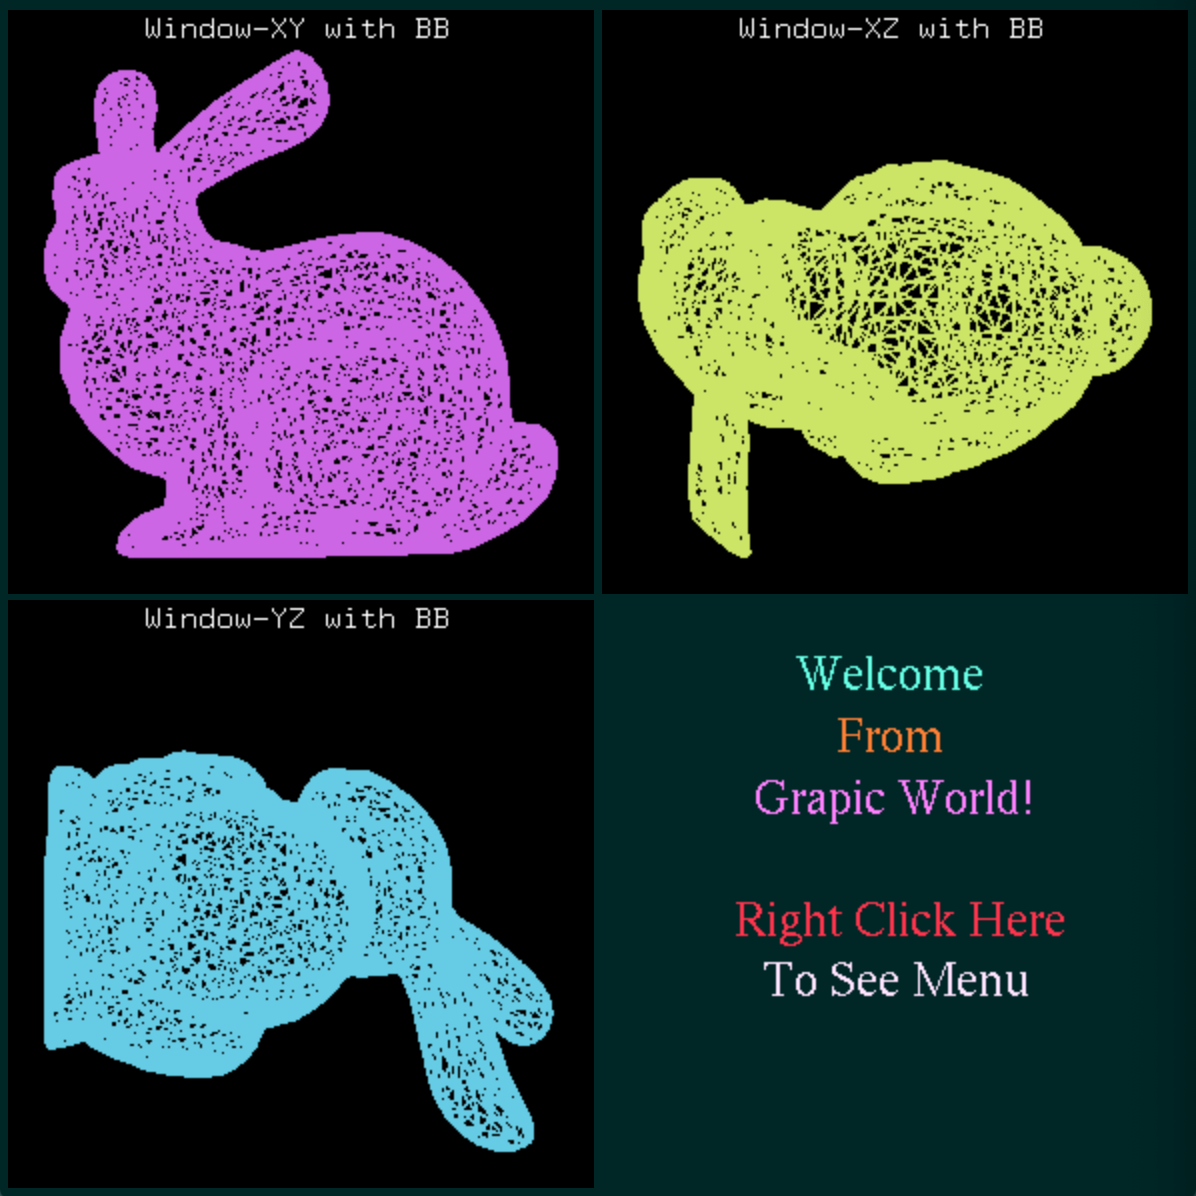 Window-XY with BB
Window-XZ with BB
Window-YZ with BB
Welcome
From
Grapic World!
Right Click Here
To See Menu